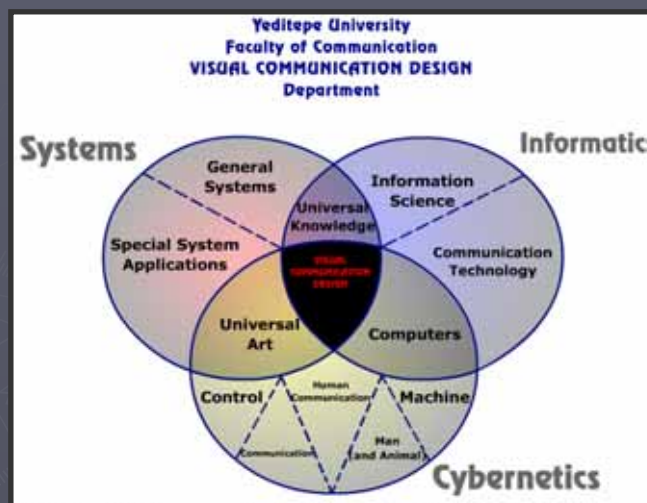 Yeditepe University
Faculty of Communication
VISUAL COMMUNICATION DESIGN
Department
Systems
Informatics
General
Systems
Information
Science
Universal
Knowledge
Special System
Applications
Communication
Technology
VISUAL
COMMUNICATION
DESIGN
Universal
Art
Computers
Control
Human
Communication
Machine
Communication
Man
(and Animal)
Cybernetics